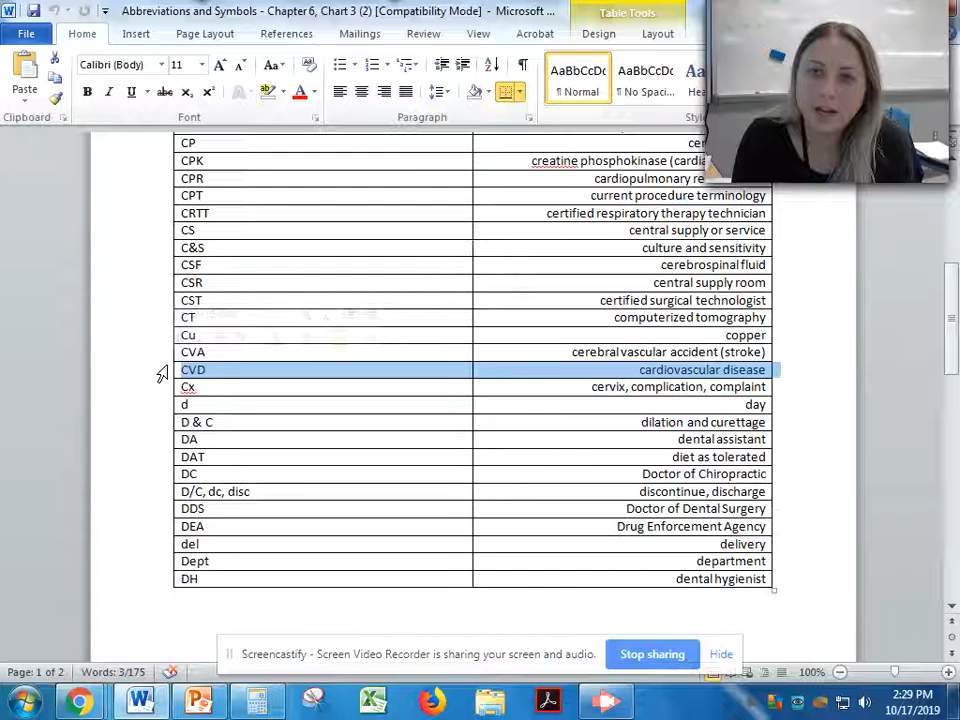 Abbreviations and Symbols - Chapter 6, Chart 3 (2) [Compatibility Mode] - Microsoft ...
Table Tools
File Home Insert Page Layout References Mailings Review View Acrobat Design Layout
Calibri (Body) 11
Paste
AaBbCcDc AaBbCcDc
¶ Normal ¶ No Spaci...
Clipboard Font Paragraph
CP
CPK creatine phosphokinase
CPR cardiopulmonary
CPT current procedure terminology
CRTT certified respiratory therapy technician
CS central supply or service
C&S culture and sensitivity
CSF cerebrospinal fluid
CSR central supply room
CST certified surgical technologist
CT computerized tomography
Cu copper
CVA cerebral vascular accident (stroke)
CVD cardiovascular disease
Cx cervix, complication, complaint
d day
D & C dilation and curettage
DA dental assistant
DAT diet as tolerated
DC Doctor of Chiropractic
D/C, dc, disc discontinue, discharge
DDS Doctor of Dental Surgery
DEA Drug Enforcement Agency
del delivery
Dept department
DH dental hygienist
Screencastify - Screen Video Recorder is sharing your screen and audio. Stop sharing Hide
Page: 1 of 2 Words: 3/175 100%
2:29 PM
10/17/2019